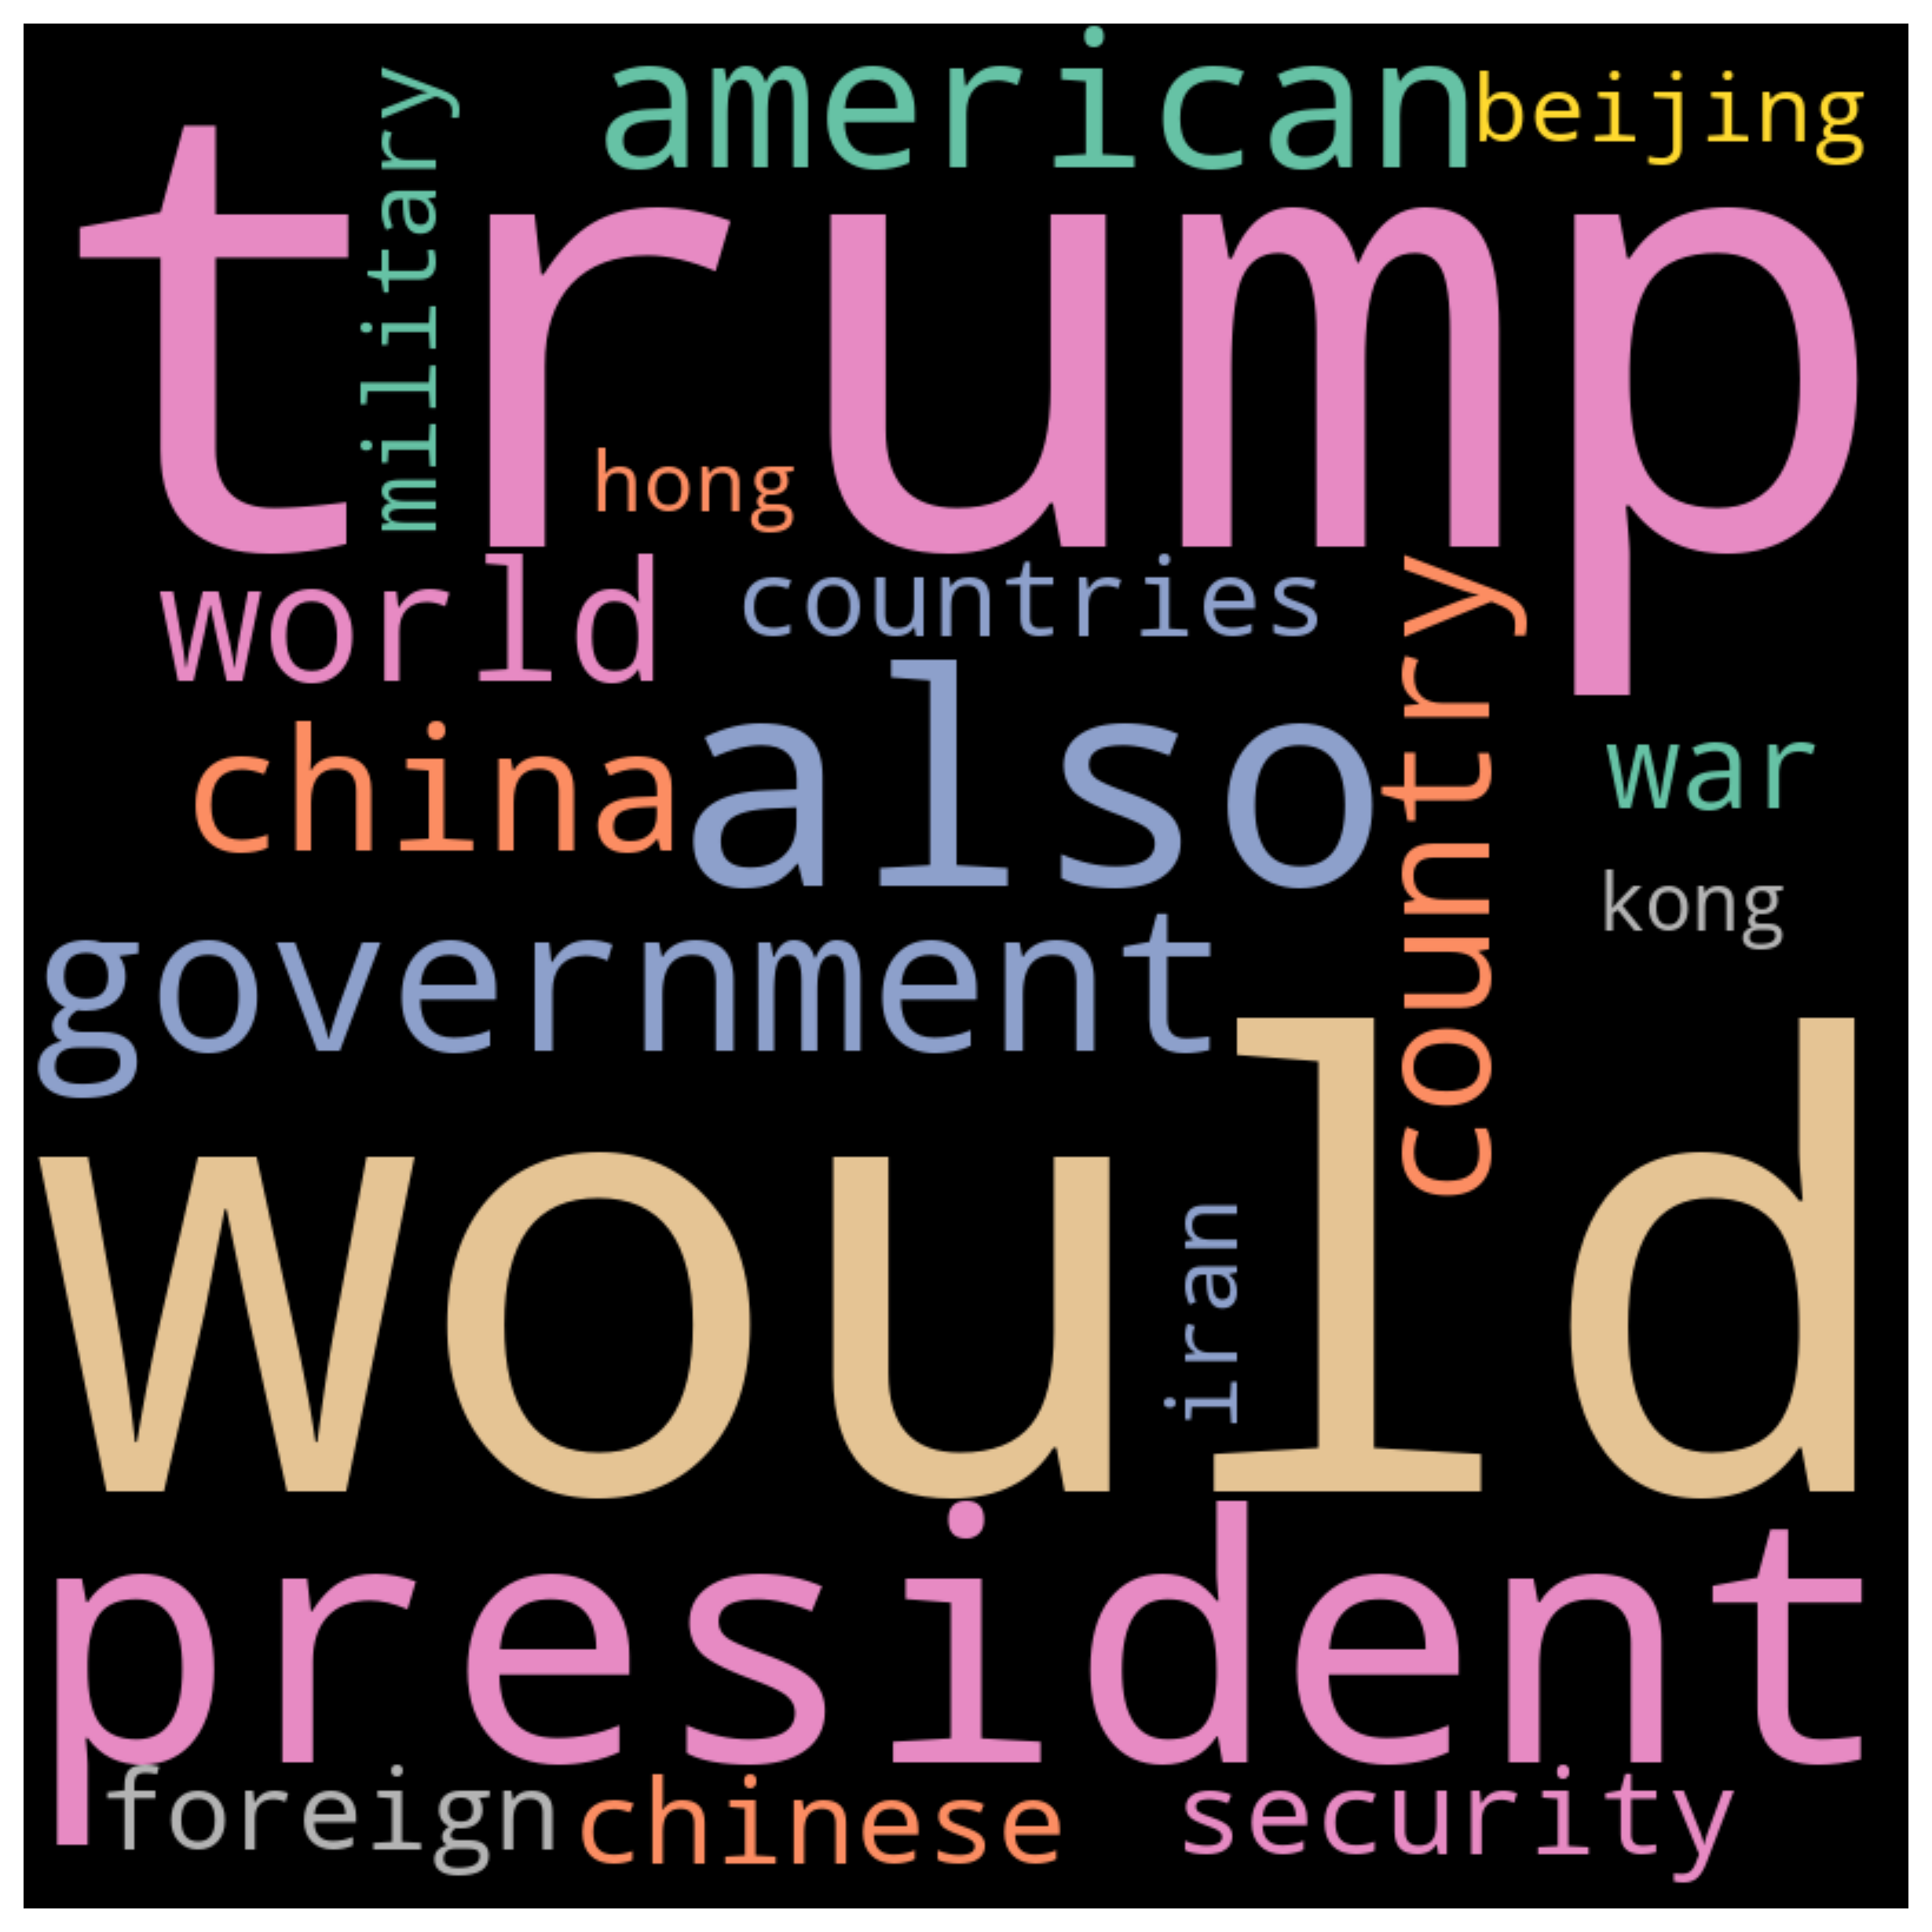 american
beijing
military
trump
hong
world
countries
country
china
also
war
kong
government
would
iran
president
foreign
chinese
security